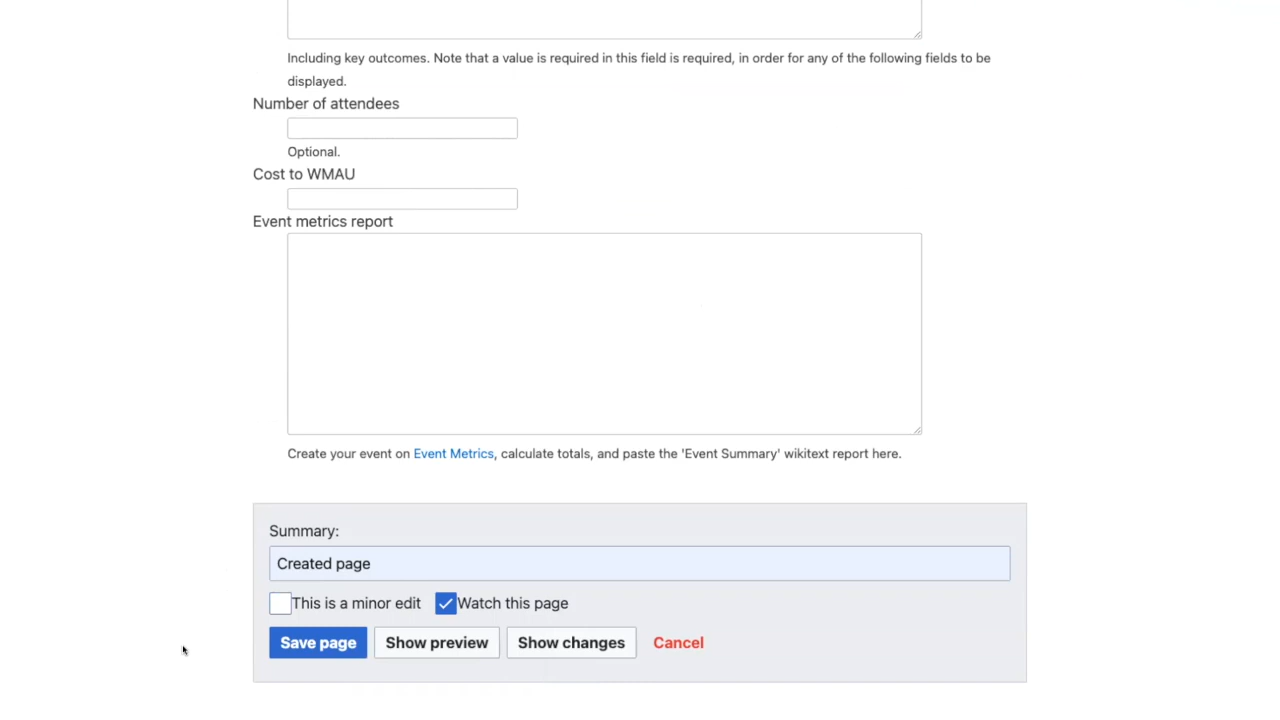 Including key outcomes. Note that a value is required in this field is required, in order for any of the following fields to be
displayed.
Number of attendees
Optional.
Cost to WMAU
Event metrics report
Create your event on Event Metrics, calculate totals, and paste the 'Event Summary' wikitext report here.
Summary:
Created page
This is a minor edit Watch this page
Save page Show preview Show changes Cancel